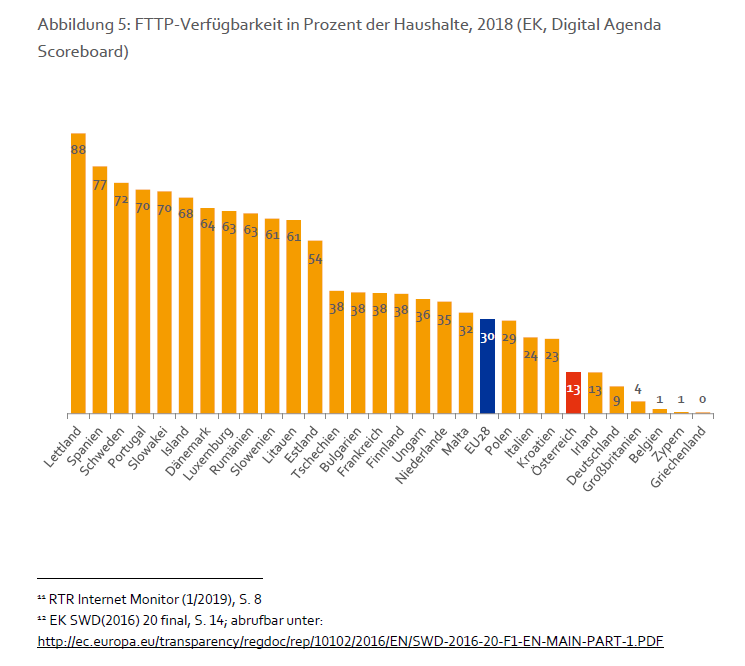 Abbildung 5: FTTP-Verfügbarkeit in Prozent der Haushalte, 2018 (EK, Digital Agenda
Scoreboard)
88
77
72
70
70
68
64
63
63
61
61
54
38
38
38
38
36
35
32
30
29
24
23
13
13
9
4
1
1
0
Lettland
Spanien
Schweden
Portugal
Slowakei
Island
Dänemark
Luxemburg
Rumänien
Slowenien
Litauen
Estland
Tschechien
Bulgarien
Frankreich
Finnland
Ungarn
Niederlande
Malta
EU28
Polen
Italien
Kroatien
Österreich
Irland
Deutschland
Großbritanien
Belgien
Zypern
Griechenland
¹¹ RTR Internet Monitor (1/2019), S. 8
¹² EK SWD(2016) 20 final, S. 14; abrufbar unter:
http://ec.europa.eu/transparency/regdoc/rep/10102/2016/EN/SWD-2016-20-F1-EN-MAIN-PART-1.PDF